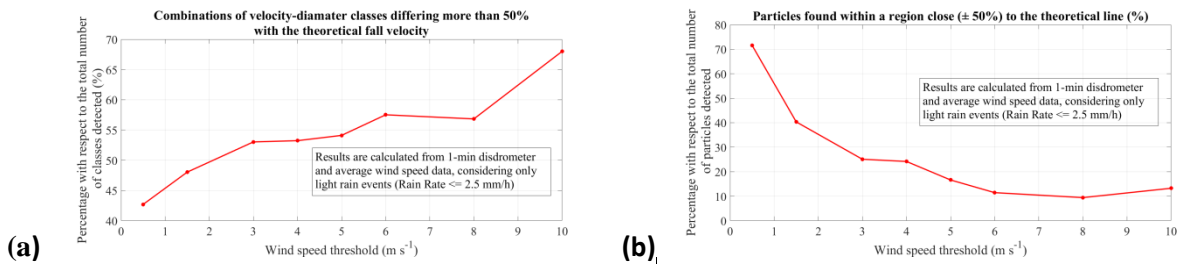 Combinations of velocity-diamater classes differing more than 50%
with the theoretical fall velocity
Percentage with respect to the total number
of classes detected (%)
70
65
60
55
50
45
40
Results are calculated from 1-min disdrometer
and average wind speed data, considering only
light rain events (Rain Rate <= 2.5 mm/h)
0 1 2 3 4 5 6 7 8 9 10
Wind speed threshold (m s⁻¹)
(a)
Particles found within a region close (± 50%) to the theoretical line (%)
Percentage with respect to the total number
of particles detected
80
70
60
50
40
30
20
10
0
Results are calculated from 1-min disdrometer
and average wind speed data, considering only
light rain events (Rain Rate <= 2.5 mm/h)
0 1 2 3 4 5 6 7 8 9 10
Wind speed threshold (m s⁻¹)
(b)